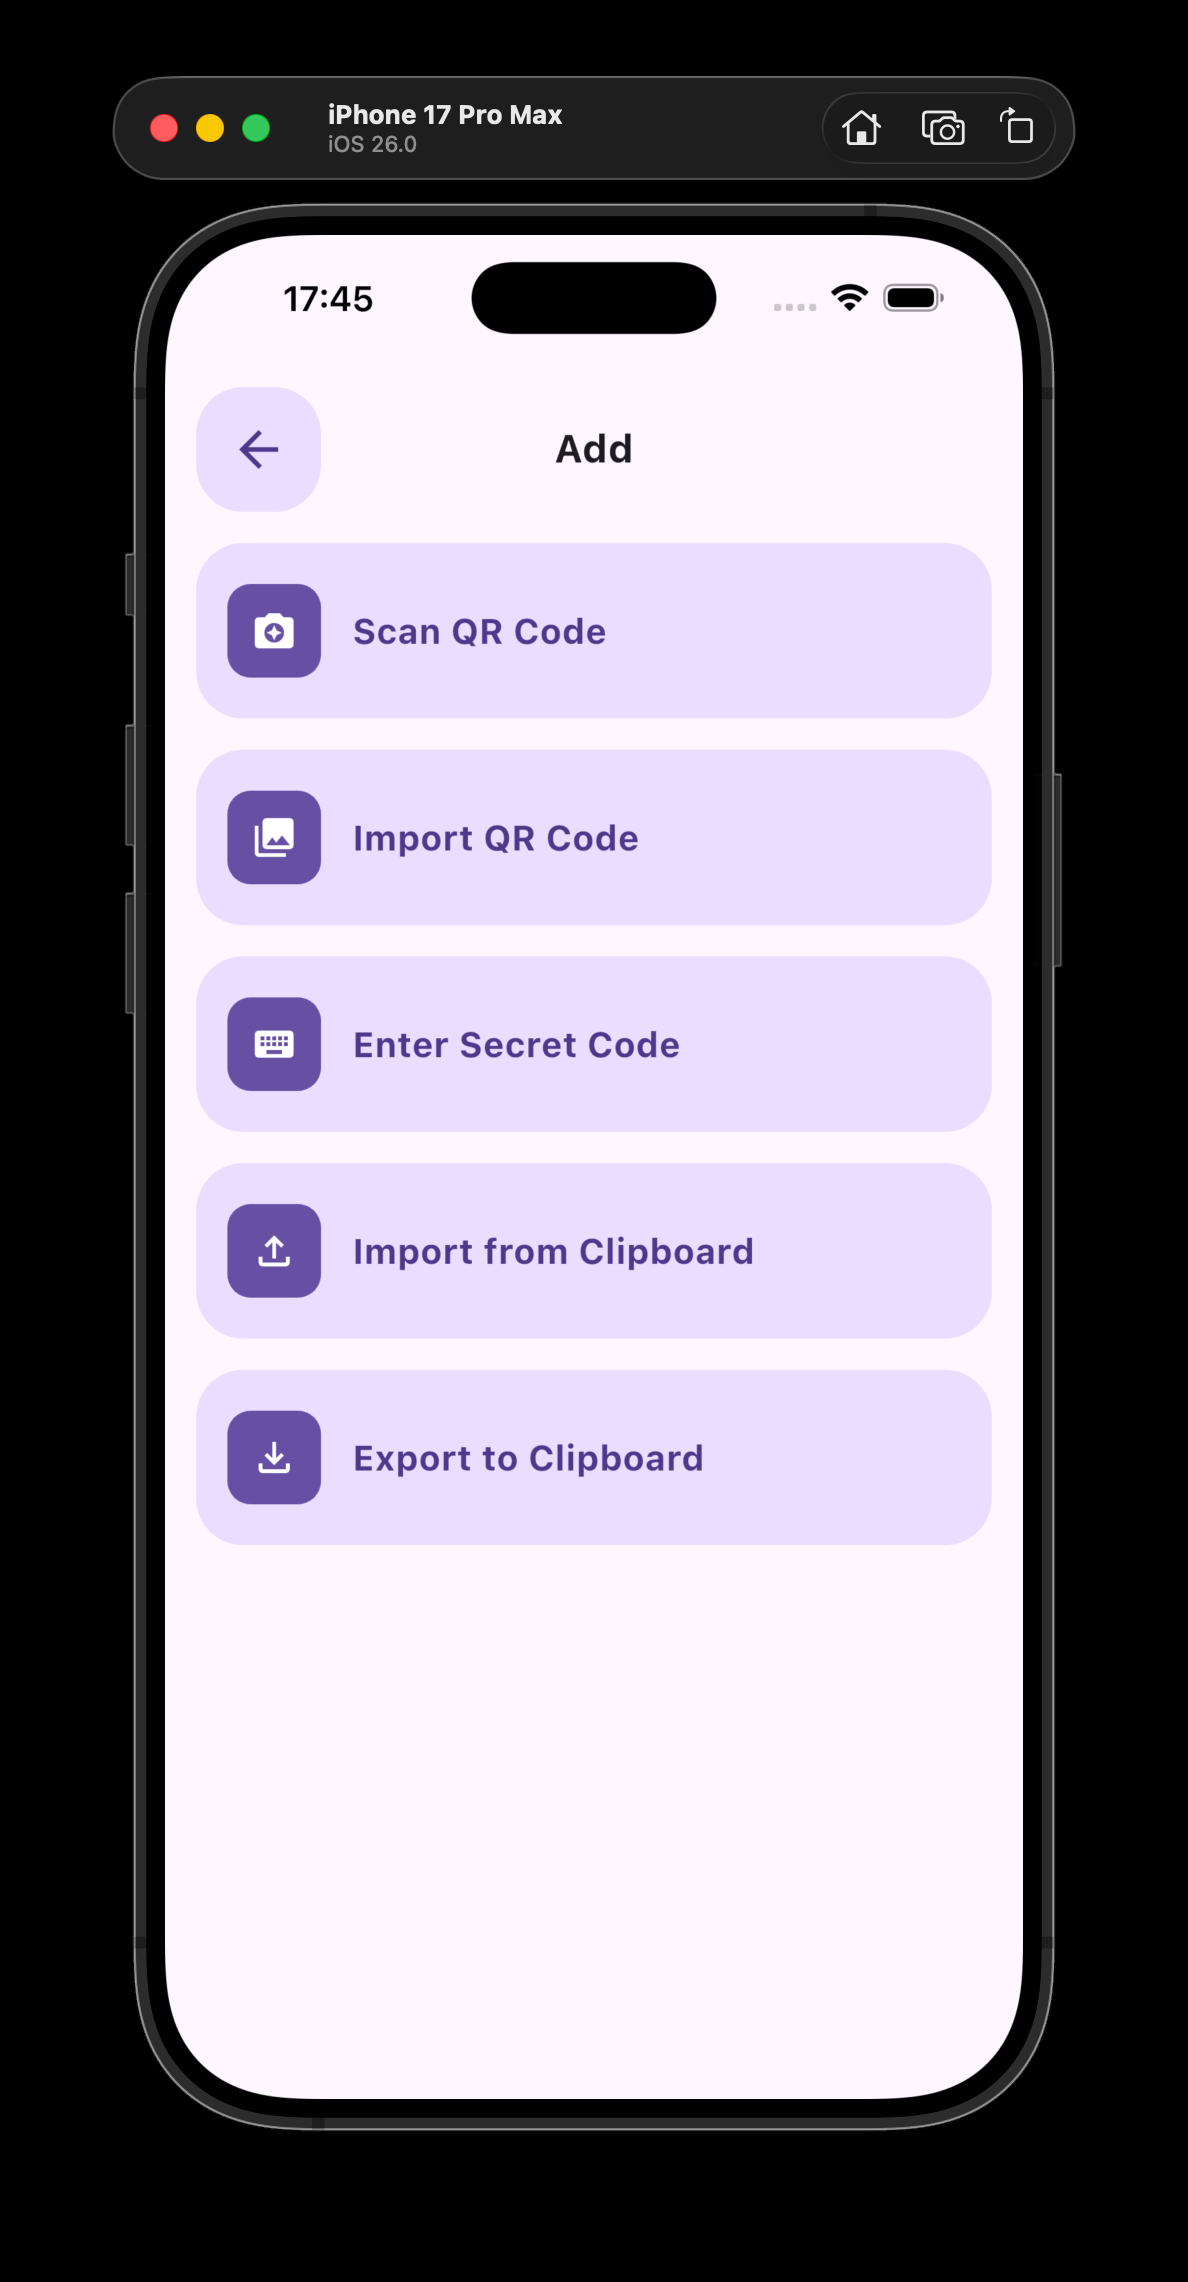 iPhone 17 Pro Max
iOS 26.0
17:45
Add
Scan QR Code
Import QR Code
Enter Secret Code
Import from Clipboard
Export to Clipboard